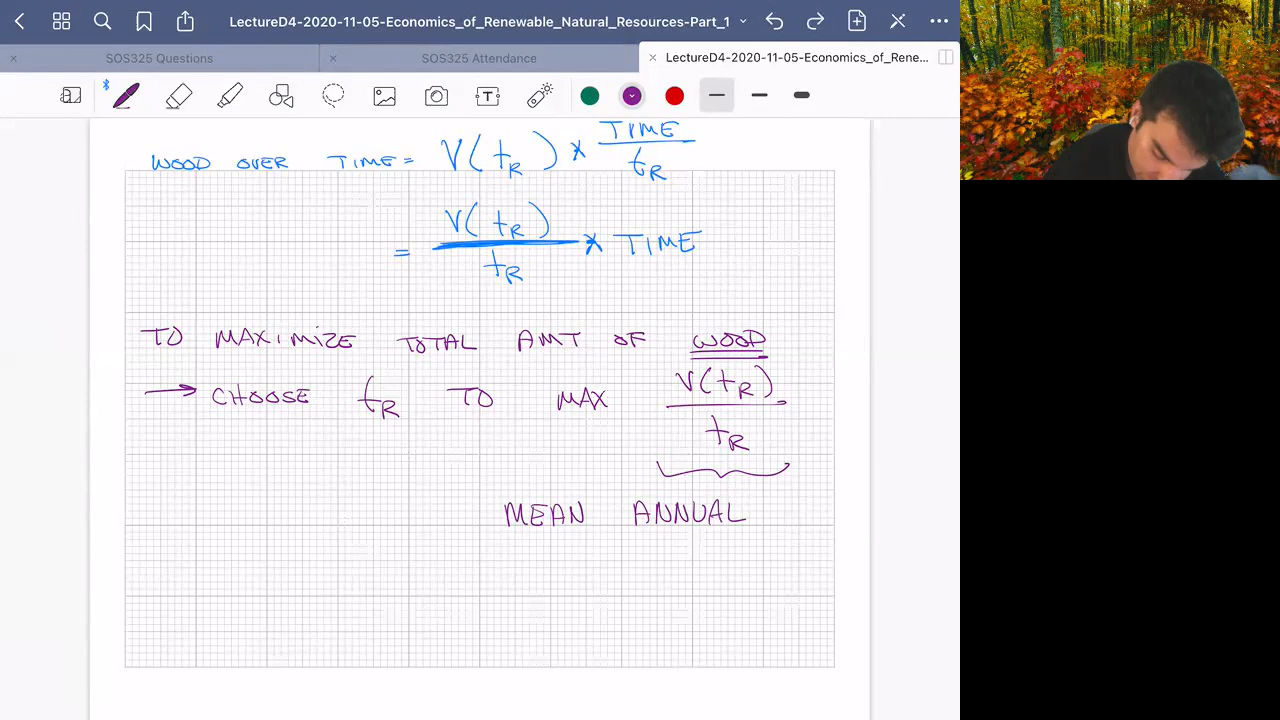 LectureD4-2020-11-05-Economics_of_Renewable_Natural_Resources-Part_1
SOS325 Questions
SOS325 Attendance
LectureD4-2020-11-05-Economics_of_Rene...
WOOD OVER TIME = V(tR) * TIME / tR
= V(tR) / tR * TIME
TO MAXIMIZE TOTAL AMT OF WOOD
→ CHOOSE tR TO MAX V(tR) / tR
MEAN ANNUAL